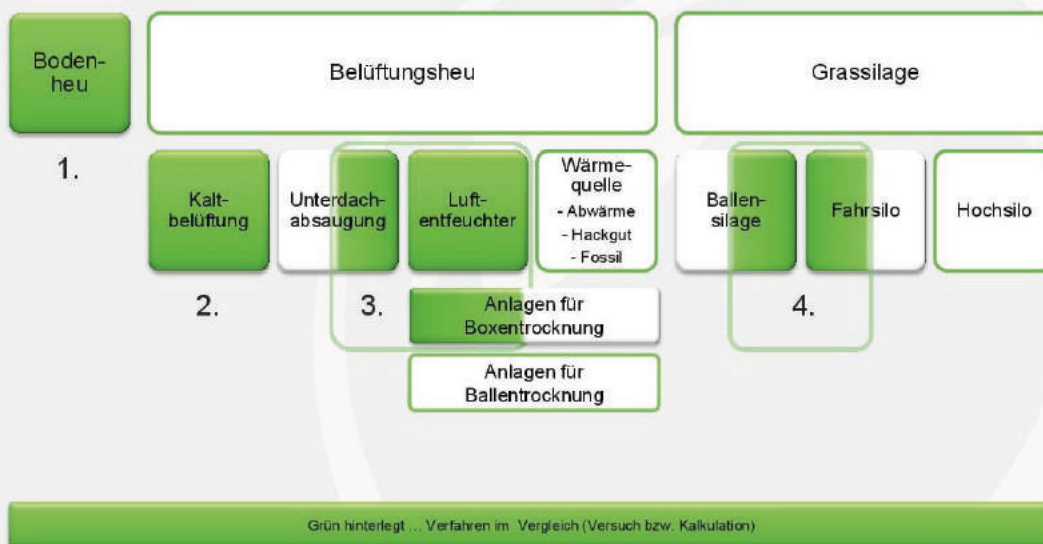 Boden-
heu
Belüftungsheu
Grassilage
1.
Kalt-
belüftung
Unterdach-
absaugung
Luft-
entfeuchter
Wärme-
quelle
- Abwärme
- Hackgut
- Fossil
Ballen-
silage
Fahrsilo
Hochsilo
2.
3.
4.
Anlagen für
Boxentrocknung
Anlagen für
Ballentrocknung
Grün hinterlegt ... Verfahren im Vergleich (Versuch bzw. Kalkulation)